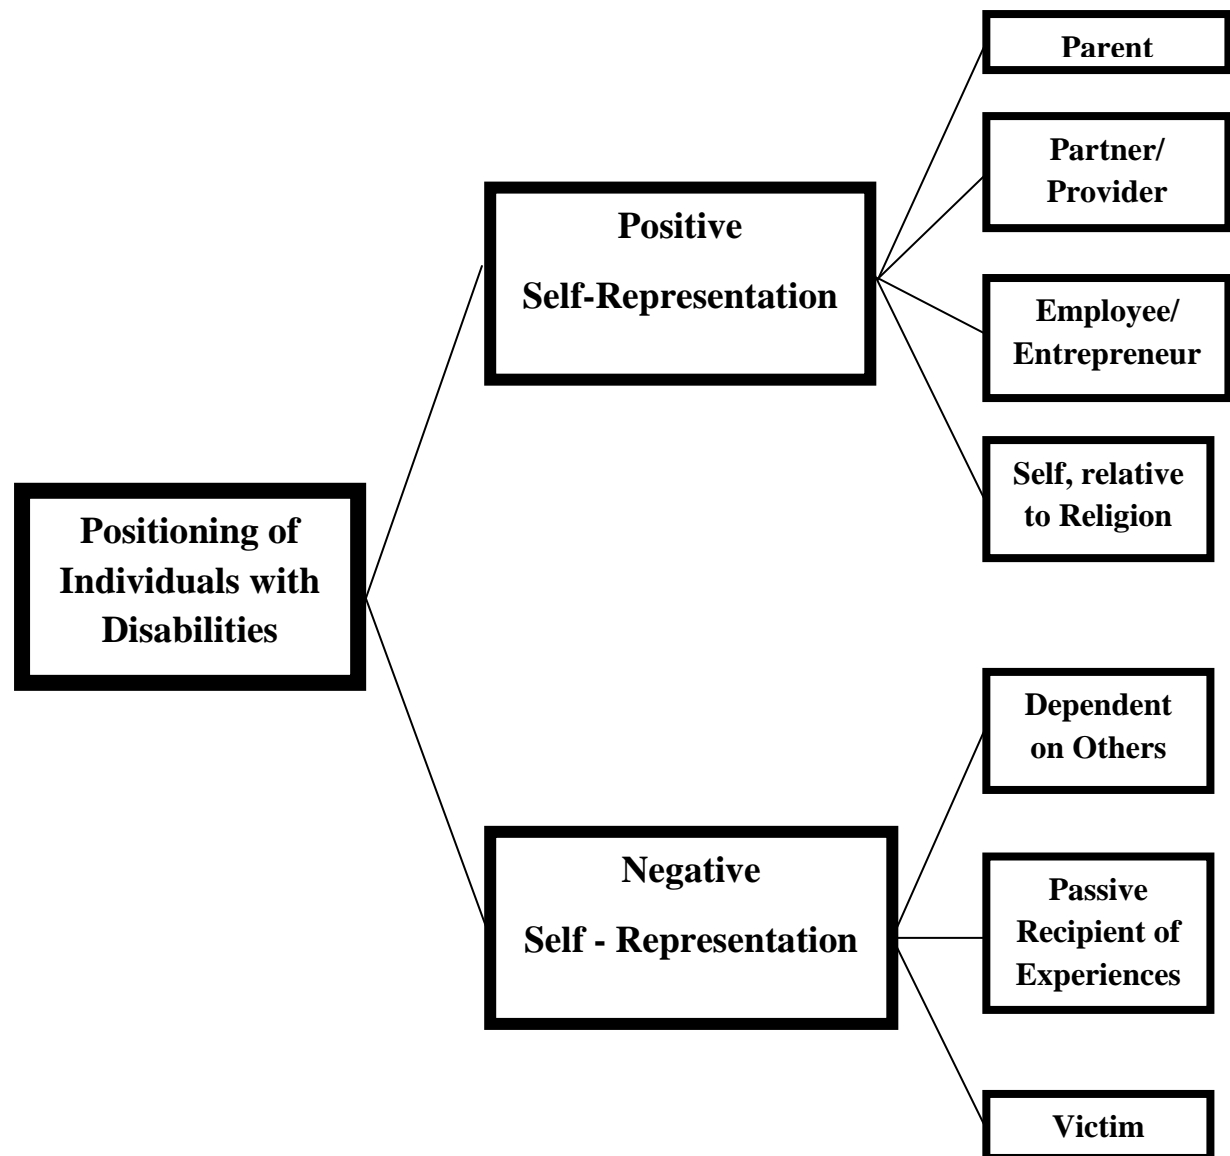 Parent
Partner/
Provider
Positive
Self-Representation
Employee/
Entrepreneur
Self, relative
to Religion
Positioning of
Individuals with
Disabilities
Dependent
on Others
Negative
Self - Representation
Passive
Recipient of
Experiences
Victim